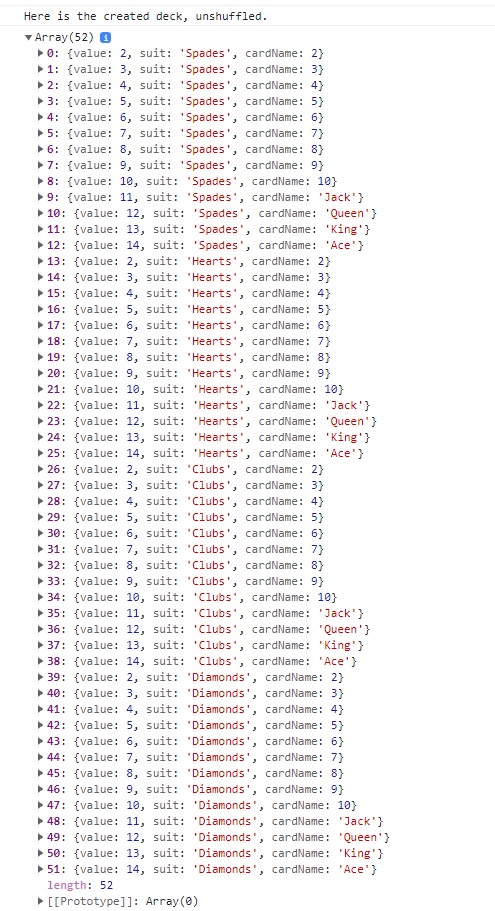 Here is the created deck, unshuffled.
Array(52) i
0: {value: 2, suit: 'Spades', cardName: 2}
1: {value: 3, suit: 'Spades', cardName: 3}
2: {value: 4, suit: 'Spades', cardName: 4}
3: {value: 5, suit: 'Spades', cardName: 5}
4: {value: 6, suit: 'Spades', cardName: 6}
5: {value: 7, suit: 'Spades', cardName: 7}
6: {value: 8, suit: 'Spades', cardName: 8}
7: {value: 9, suit: 'Spades', cardName: 9}
8: {value: 10, suit: 'Spades', cardName: 10}
9: {value: 11, suit: 'Spades', cardName: 'Jack'}
10: {value: 12, suit: 'Spades', cardName: 'Queen'}
11: {value: 13, suit: 'Spades', cardName: 'King'}
12: {value: 14, suit: 'Spades', cardName: 'Ace'}
13: {value: 2, suit: 'Hearts', cardName: 2}
14: {value: 3, suit: 'Hearts', cardName: 3}
15: {value: 4, suit: 'Hearts', cardName: 4}
16: {value: 5, suit: 'Hearts', cardName: 5}
17: {value: 6, suit: 'Hearts', cardName: 6}
18: {value: 7, suit: 'Hearts', cardName: 7}
19: {value: 8, suit: 'Hearts', cardName: 8}
20: {value: 9, suit: 'Hearts', cardName: 9}
21: {value: 10, suit: 'Hearts', cardName: 10}
22: {value: 11, suit: 'Hearts', cardName: 'Jack'}
23: {value: 12, suit: 'Hearts', cardName: 'Queen'}
24: {value: 13, suit: 'Hearts', cardName: 'King'}
25: {value: 14, suit: 'Hearts', cardName: 'Ace'}
26: {value: 2, suit: 'Clubs', cardName: 2}
27: {value: 3, suit: 'Clubs', cardName: 3}
28: {value: 4, suit: 'Clubs', cardName: 4}
29: {value: 5, suit: 'Clubs', cardName: 5}
30: {value: 6, suit: 'Clubs', cardName: 6}
31: {value: 7, suit: 'Clubs', cardName: 7}
32: {value: 8, suit: 'Clubs', cardName: 8}
33: {value: 9, suit: 'Clubs', cardName: 9}
34: {value: 10, suit: 'Clubs', cardName: 10}
35: {value: 11, suit: 'Clubs', cardName: 'Jack'}
36: {value: 12, suit: 'Clubs', cardName: 'Queen'}
37: {value: 13, suit: 'Clubs', cardName: 'King'}
38: {value: 14, suit: 'Clubs', cardName: 'Ace'}
39: {value: 2, suit: 'Diamonds', cardName: 2}
40: {value: 3, suit: 'Diamonds', cardName: 3}
41: {value: 4, suit: 'Diamonds', cardName: 4}
42: {value: 5, suit: 'Diamonds', cardName: 5}
43: {value: 6, suit: 'Diamonds', cardName: 6}
44: {value: 7, suit: 'Diamonds', cardName: 7}
45: {value: 8, suit: 'Diamonds', cardName: 8}
46: {value: 9, suit: 'Diamonds', cardName: 9}
47: {value: 10, suit: 'Diamonds', cardName: 10}
48: {value: 11, suit: 'Diamonds', cardName: 'Jack'}
49: {value: 12, suit: 'Diamonds', cardName: 'Queen'}
50: {value: 13, suit: 'Diamonds', cardName: 'King'}
51: {value: 14, suit: 'Diamonds', cardName: 'Ace'}
length: 52
[[Prototype]]: Array(0)